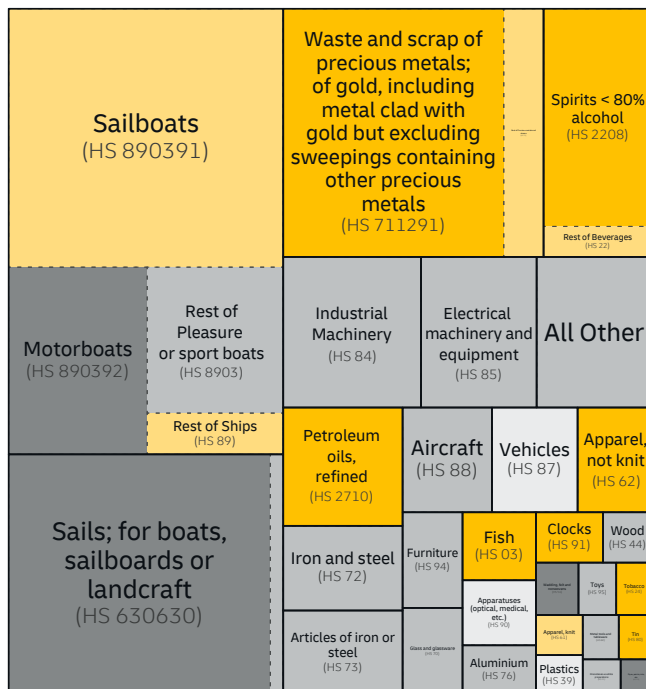 Sailboats
(HS 890391)
Waste and scrap of
precious metals;
of gold, including
metal clad with
gold but excluding
sweepings containing
other precious
metals
(HS 711291)
Spirits < 80%
alcohol
(HS 2208)
Rest of Beverages
(HS 22)
Motorboats
(HS 890392)
Rest of
Pleasure
or sport boats
(HS 8903)
Rest of Ships
(HS 89)
Industrial
Machinery
(HS 84)
Electrical
machinery and
equipment
(HS 85)
All Other
Sails; for boats,
sailboards or
landcraft
(HS 630630)
Petroleum
oils,
refined
(HS 2710)
Aircraft
(HS 88)
Vehicles
(HS 87)
Apparel,
not knit
(HS 62)
Iron and steel
(HS 72)
Furniture
(HS 94)
Fish
(HS 03)
Clocks
(HS 91)
Wood
(HS 44)
Articles of iron or
steel
(HS 73)
Glass and glassware
Apparatuses
(optical, medical,
etc.)
(HS 90)
Aluminium
(HS 76)
Toys
(HS 95)
Tobacco
(HS 24)
Apparel, knit
(HS 61)
Tin
(HS 80)
Plastics
(HS 39)